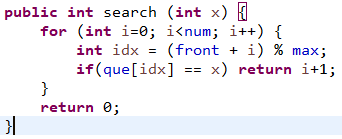 public int search (int x) {
    for (int i=0; i<num; i++) {
        int idx = (front + i) % max;
        if(que[idx] == x) return i+1;
    }
    return 0;
}